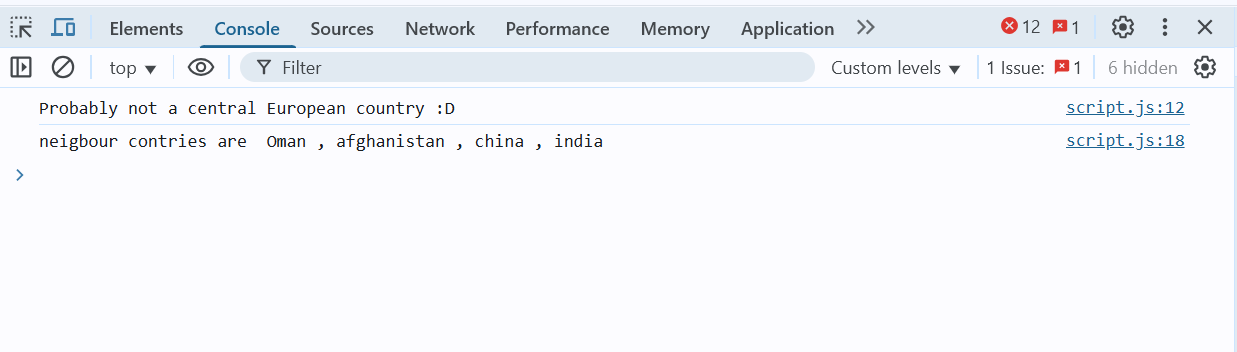 Elements Console Sources Network Performance Memory Application 12 1
top Filter Custom levels 1 Issue: 1 6 hidden
Probably not a central European country :D script.js:12
neigbour contries are  Oman , afghanistan , china , india script.js:18